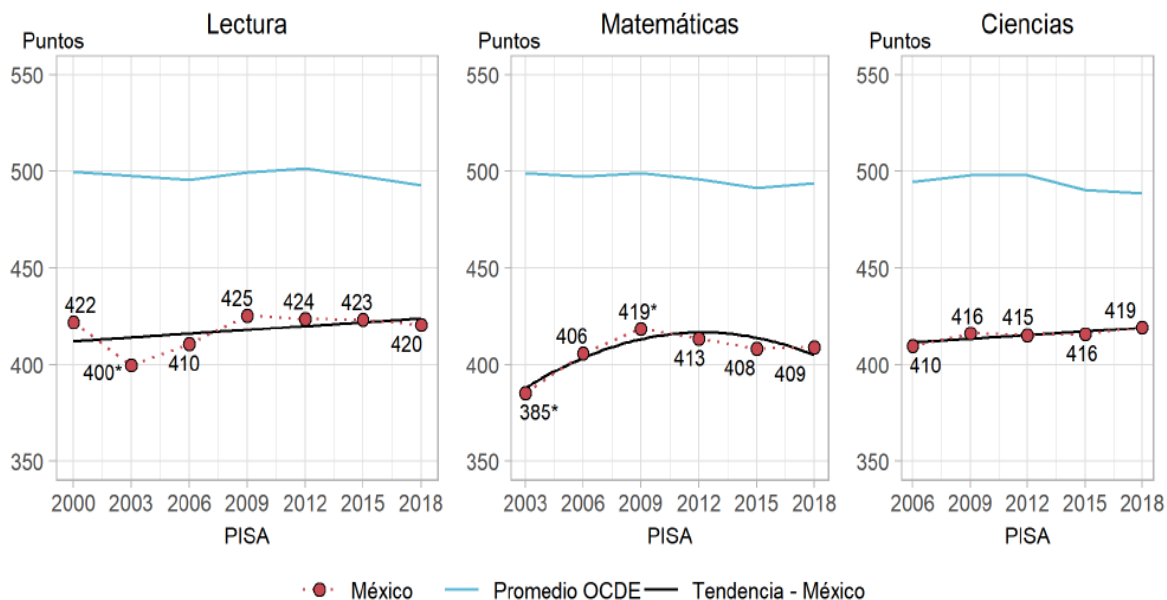 Lectura
Puntos
550
500
450
400
350
422
400*
410
425
424
423
420
2000 2003 2006 2009 2012 2015 2018
PISA
Matemáticas
Puntos
550
500
450
400
350
385*
406
419*
413
408
409
2003 2006 2009 2012 2015 2018
PISA
Ciencias
Puntos
550
500
450
400
350
410
416
415
416
419
2006 2009 2012 2015 2018
PISA
México Promedio OCDE Tendencia - México